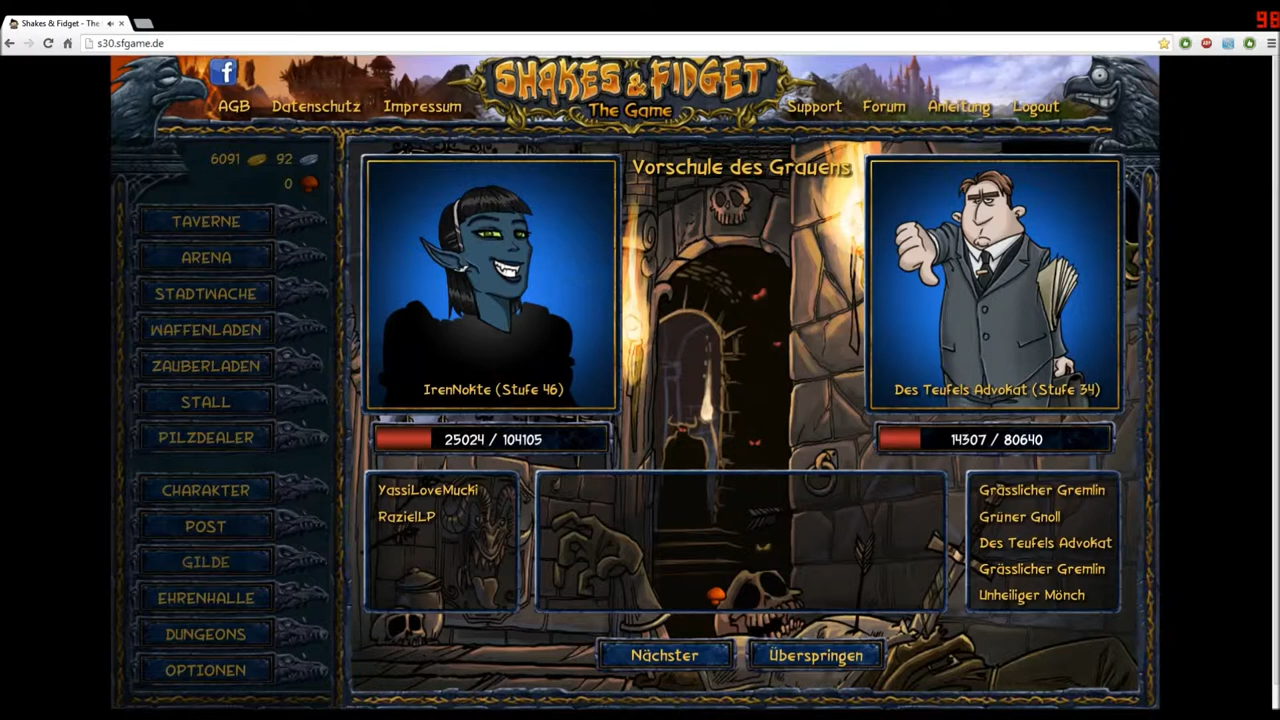 Shakes & Fidget - The
98
s30.sfgame.de
SHAKES & FIDGET
The Game
AGB Datenschutz Impressum
Support Forum Anleitung Logout
6091 92
0
TAVERNE
ARENA
STADTWACHE
WAFFENLADEN
ZAUBERLADEN
STALL
PILZDEALER
CHARAKTER
POST
GILDE
EHRENHALLE
DUNGEONS
OPTIONEN
Vorschule des Grauens
IrenNokte (Stufe 46)
25024 / 104105
Des Teufels Advokat (Stufe 34)
14307 / 80640
YassiLoveMucki
RazielLP
Grässlicher Gremlin
Grüner Gnoll
Des Teufels Advokat
Grässlicher Gremlin
Unheiliger Mönch
Nächster
Überspringen